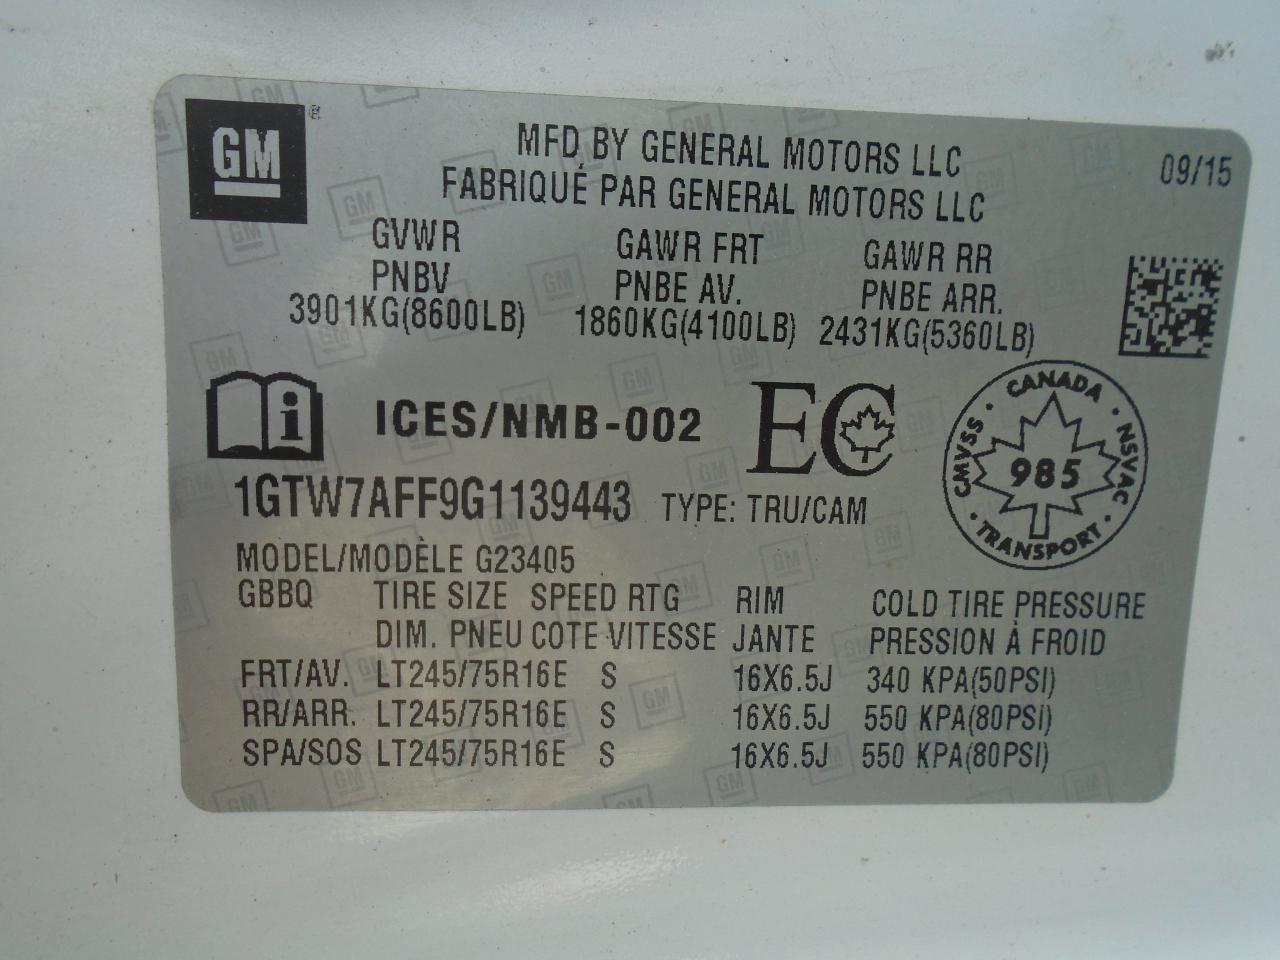 GM
MFD BY GENERAL MOTORS LLC
09/15
FABRIQUÉ PAR GENERAL MOTORS LLC
GVWR GAWR FRT GAWR RR
PNBV PNBE AV. PNBE ARR.
3901KG(8600LB) 1860KG(4100LB) 2431KG(5360LB)
i ICES/NMB-002 EC
CANADA · NSVAC · TRANSPORT · CMVSS ·
985
1GTW7AFF9G1139443 TYPE: TRU/CAM
MODEL/MODÈLE G23405
GBBQ TIRE SIZE SPEED RTG RIM COLD TIRE PRESSURE
DIM. PNEU COTE VITESSE JANTE PRESSION À FROID
FRT/AV. LT245/75R16E S 16X6.5J 340 KPA(50PSI)
RR/ARR. LT245/75R16E S 16X6.5J 550 KPA(80PSI)
SPA/SOS LT245/75R16E S 16X6.5J 550 KPA(80PSI)